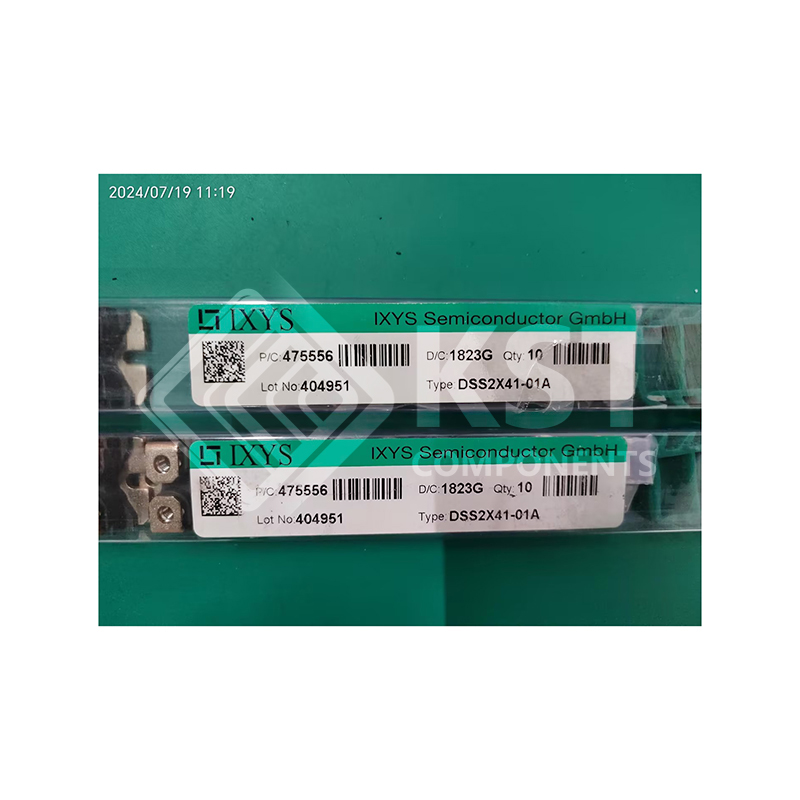 2024/07/19 11:19
IXYS IXYS Semiconductor GmbH
P/C:475556 D/C:1823G Qty:10
Lot No:404951 Type:DSS2X41-01A
IXYS IXYS Semiconductor GmbH
P/C:475556 D/C:1823G Qty:10
Lot No:404951 Type:DSS2X41-01A
KST
COMPONENTS